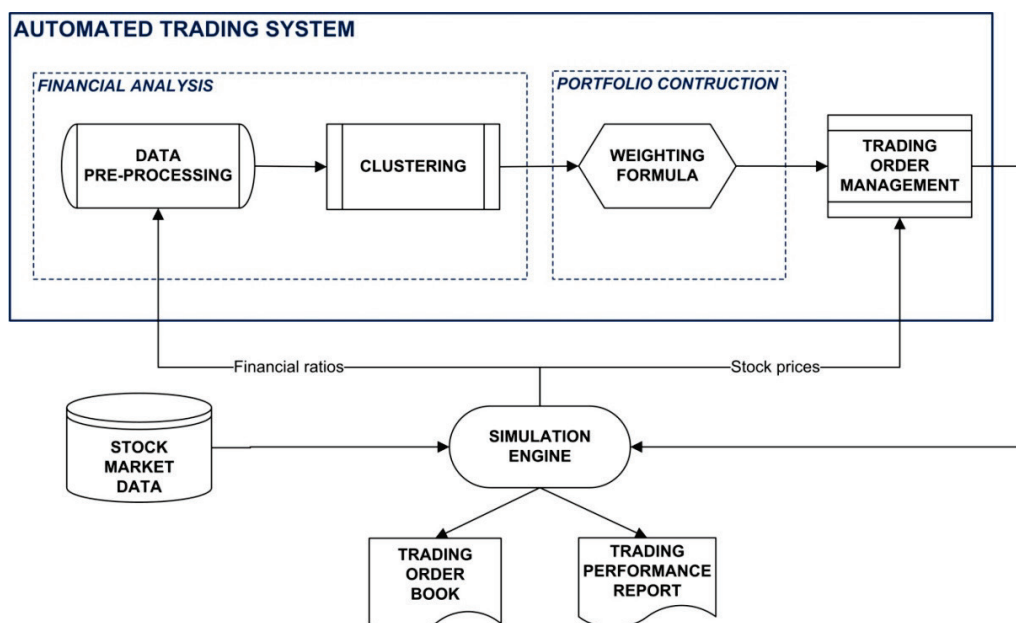 AUTOMATED TRADING SYSTEM
FINANCIAL ANALYSIS
PORTFOLIO CONTRUCTION
DATA
PRE-PROCESSING
CLUSTERING
WEIGHTING
FORMULA
TRADING
ORDER
MANAGEMENT
Financial ratios
Stock prices
STOCK
MARKET
DATA
SIMULATION
ENGINE
TRADING
ORDER
BOOK
TRADING
PERFORMANCE
REPORT